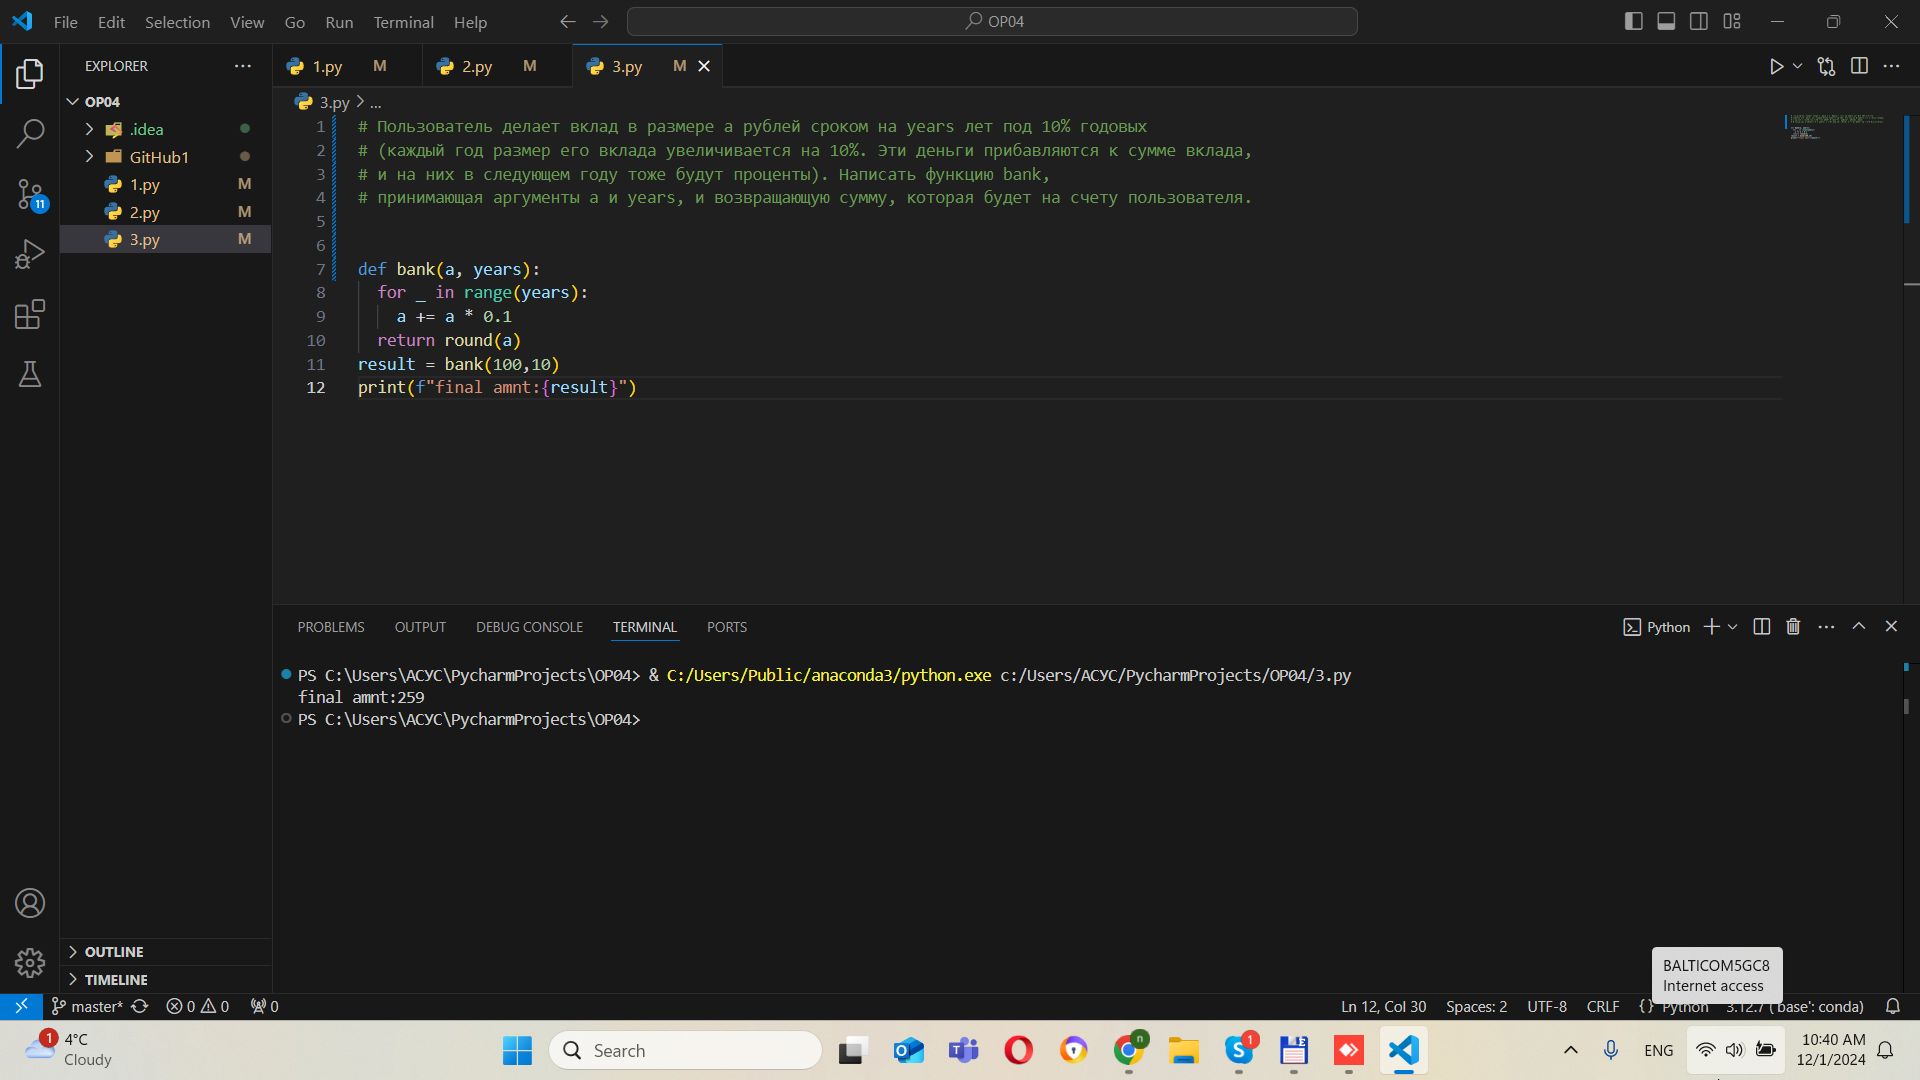 File Edit Selection View Go Run Terminal Help
OP04
EXPLORER
1.py M
2.py M
3.py M
OP04
.idea
GitHub1
1.py M
2.py M
3.py M
3.py > ...
1 # Пользователь делает вклад в размере a рублей сроком на years лет под 10% годовых
2 # (каждый год размер его вклада увеличивается на 10%. Эти деньги прибавляются к сумме вклада,
3 # и на них в следующем году тоже будут проценты). Написать функцию bank,
4 # принимающая аргументы a и years, и возвращающую сумму, которая будет на счету пользователя.
5
6
7 def bank(a, years):
8 for _ in range(years):
9 a += a * 0.1
10 return round(a)
11 result = bank(100,10)
12 print(f"final amnt:{result}")
PROBLEMS OUTPUT DEBUG CONSOLE TERMINAL PORTS
Python
PS C:\Users\АСУС\PycharmProjects\OP04> & C:/Users/Public/anaconda3/python.exe c:/Users/АСУС/PycharmProjects/OP04/3.py
final amnt:259
PS C:\Users\АСУС\PycharmProjects\OP04>
11
OUTLINE
TIMELINE
BALTICOM5GC8
Internet access
master* 0 0 0
Ln 12, Col 30 Spaces: 2 UTF-8 CRLF {} Python 3.12.7 ('base': conda)
1
4°C
Cloudy
Search
n
1
ENG
10:40 AM
12/1/2024